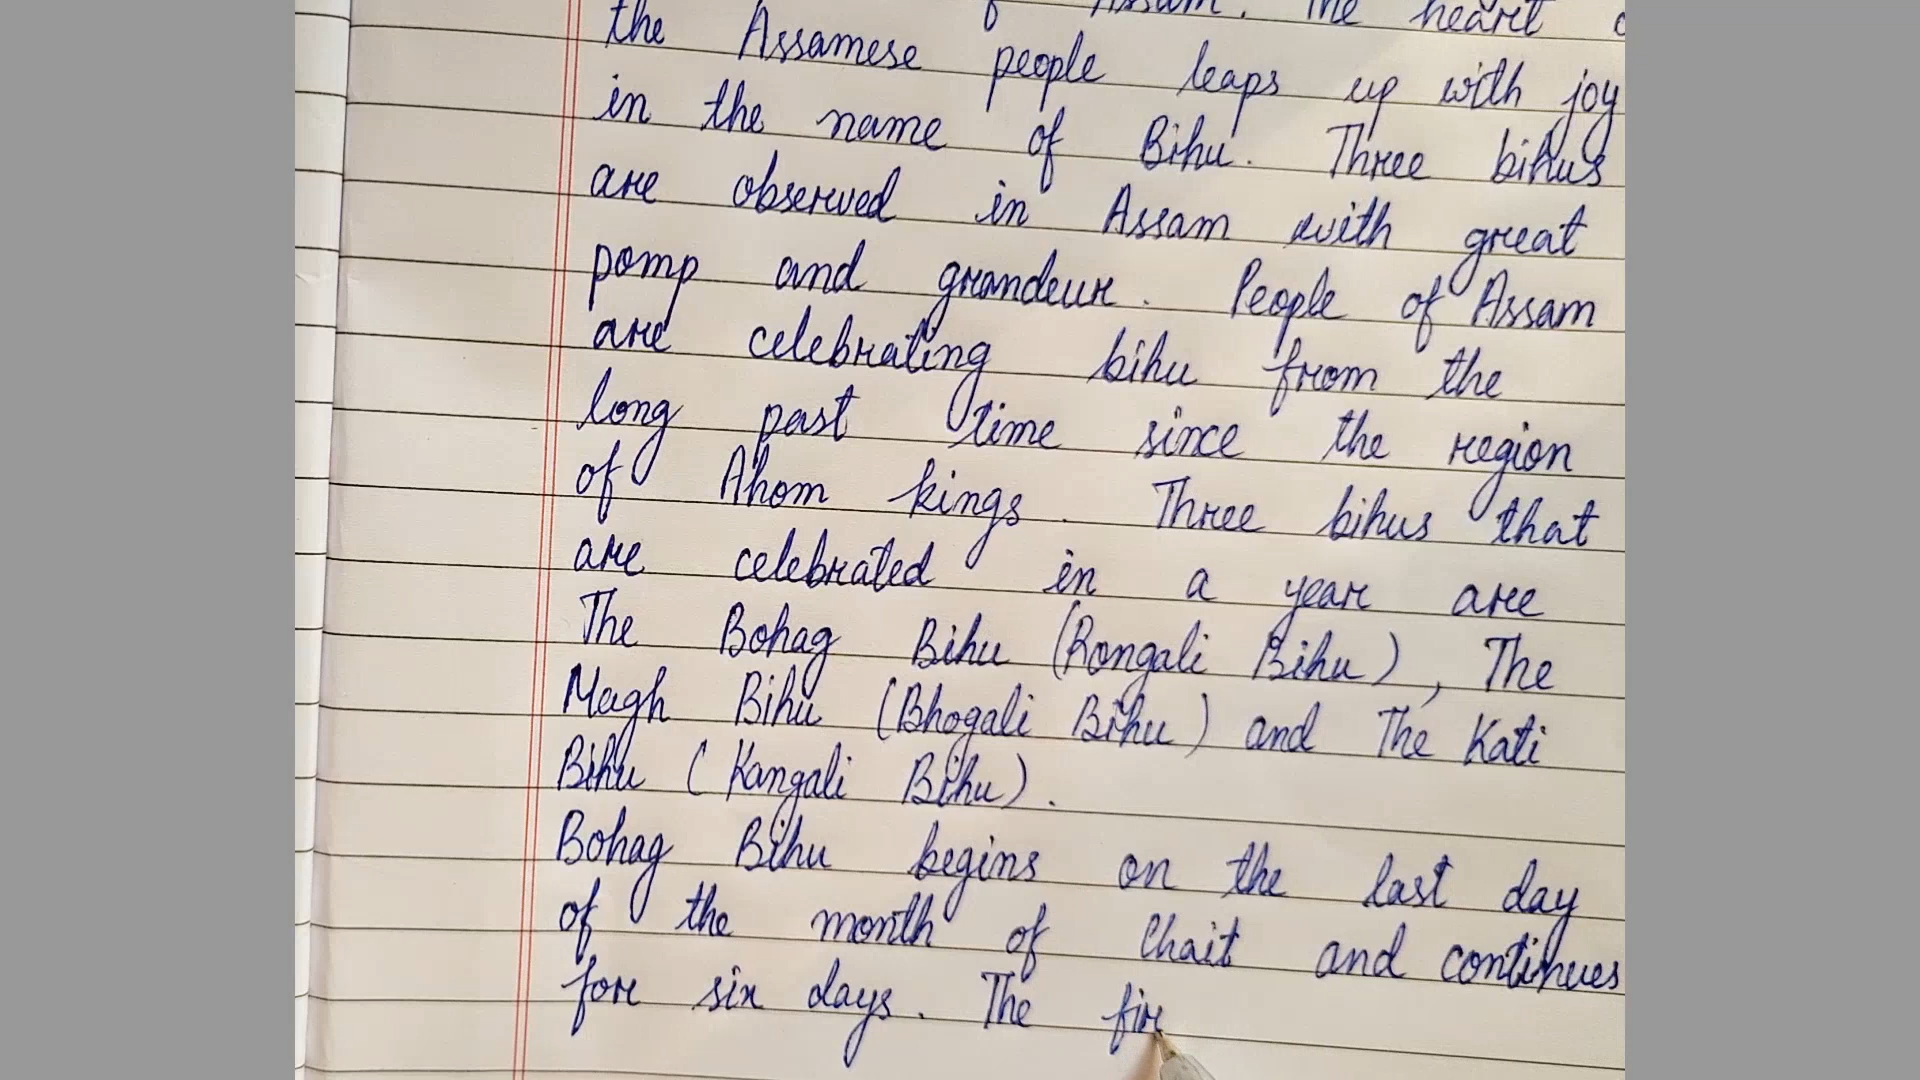 Assam. The heart
the Assamese people leaps up with joy
in the name of Bihu. Three bihus
are observed in Assam with great
pomp and grandeur. People of Assam
are celebrating bihu from the
long past time since the region
of Ahom kings. Three bihus that
are celebrated in a year are
The Bohag Bihu (Rongali Bihu), The
Magh Bihu (Bhogali Bihu) and The Kati
Bihu (Kangali Bihu).
Bohag Bihu begins on the last day
of the month of Chait and continues
for six days. The fir